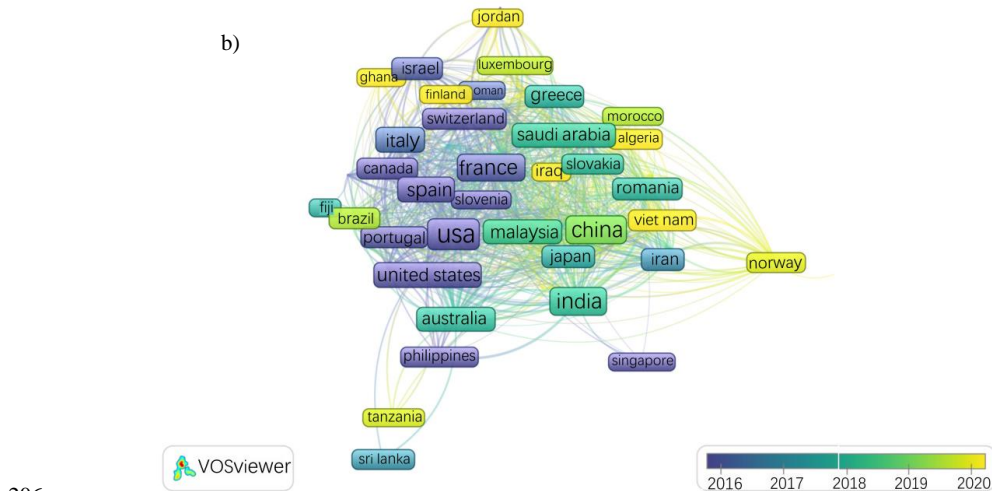 jordan
b)
israel
luxembourg
ghana
finland
oman
greece
switzerland
morocco
saudi arabia
algeria
italy
france
slovakia
canada
iraq
spain
romania
slovenia
fiji
brazil
viet nam
portugal
usa
malaysia
china
japan
iran
norway
united states
india
australia
philippines
singapore
tanzania
sri lanka
VOSviewer
2016 2017 2018 2019 2020